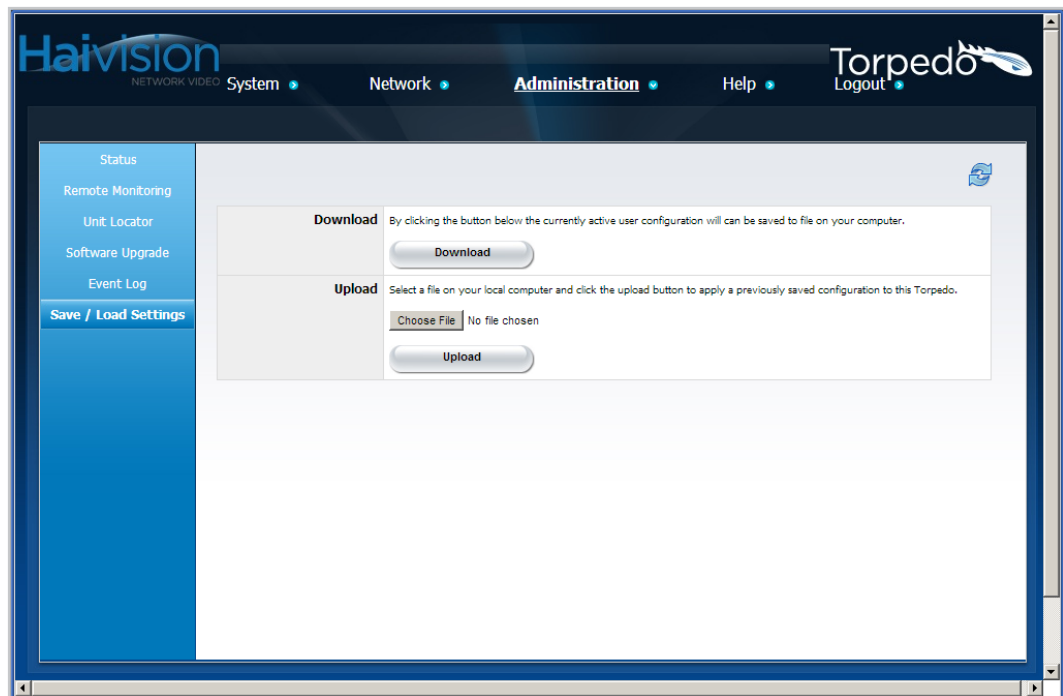 Haivision
NETWORK VIDEO
Torpedo
System
Network
Administration
Help
Logout
Status
Remote Monitoring
Unit Locator
Software Upgrade
Event Log
Save / Load Settings
Download
By clicking the button below the currently active user configuration will can be saved to file on your computer.
Download
Upload
Select a file on your local computer and click the upload button to apply a previously saved configuration to this Torpedo.
Choose File No file chosen
Upload